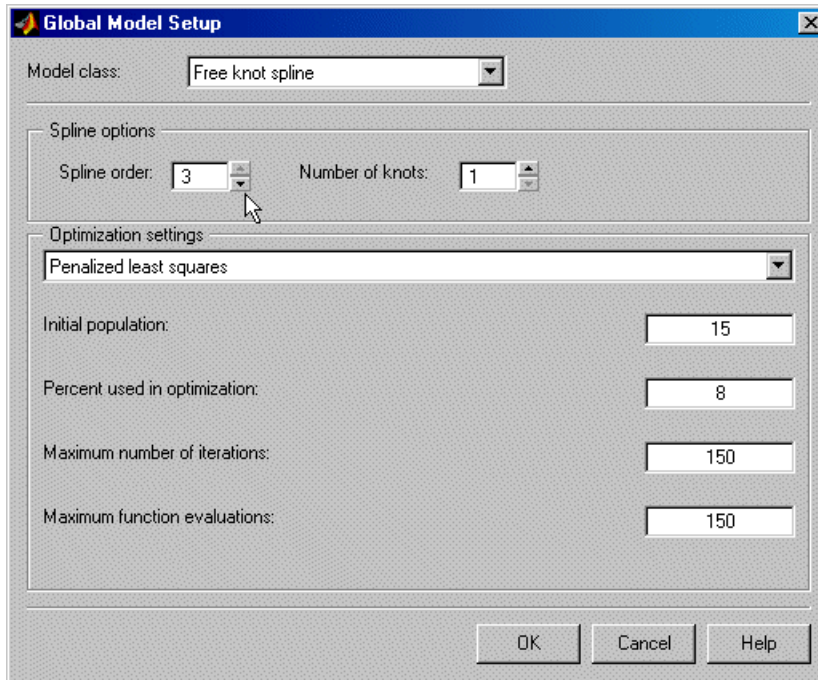 Global Model Setup
Model class: Free knot spline
Spline options
Spline order: 3 Number of knots: 1
Optimization settings
Penalized least squares
Initial population: 15
Percent used in optimization: 8
Maximum number of iterations: 150
Maximum function evaluations: 150
OK Cancel Help